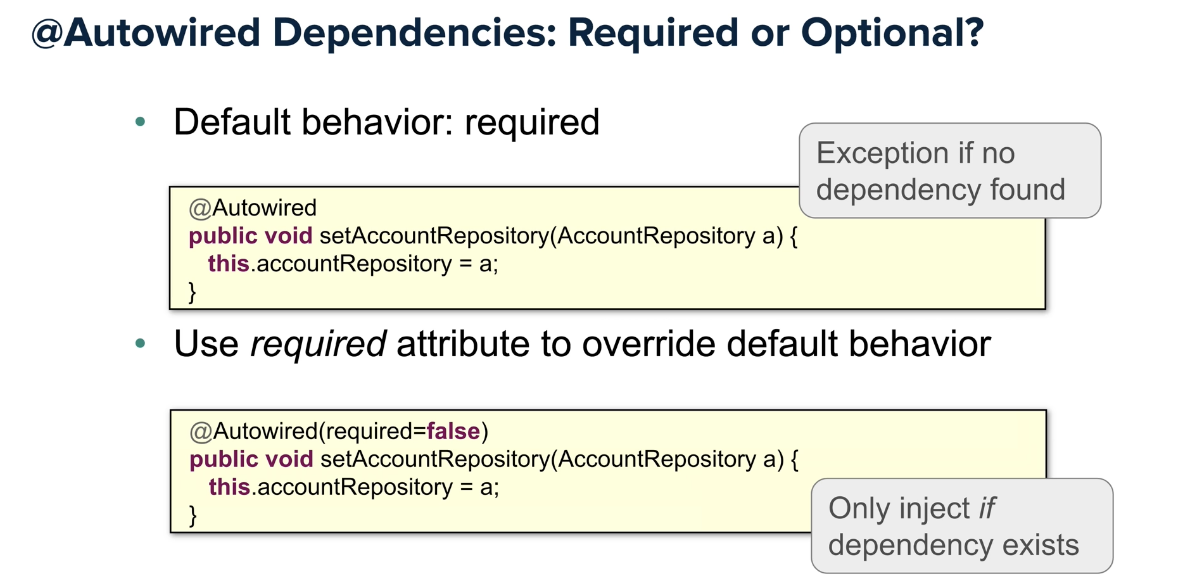 @Autowired Dependencies: Required or Optional?
• Default behavior: required
Exception if no
dependency found
@Autowired
public void setAccountRepository(AccountRepository a) {
this.accountRepository = a;
}
• Use required attribute to override default behavior
@Autowired(required=false)
public void setAccountRepository(AccountRepository a) {
this.accountRepository = a;
}
Only inject if
dependency exists